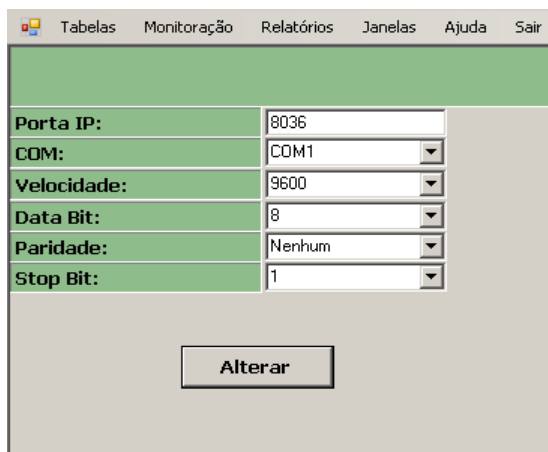 Tabelas Monitoração Relatórios Janelas Ajuda Sair
Porta IP: 8036
COM: COM1
Velocidade: 9600
Data Bit: 8
Paridade: Nenhum
Stop Bit: 1
Alterar